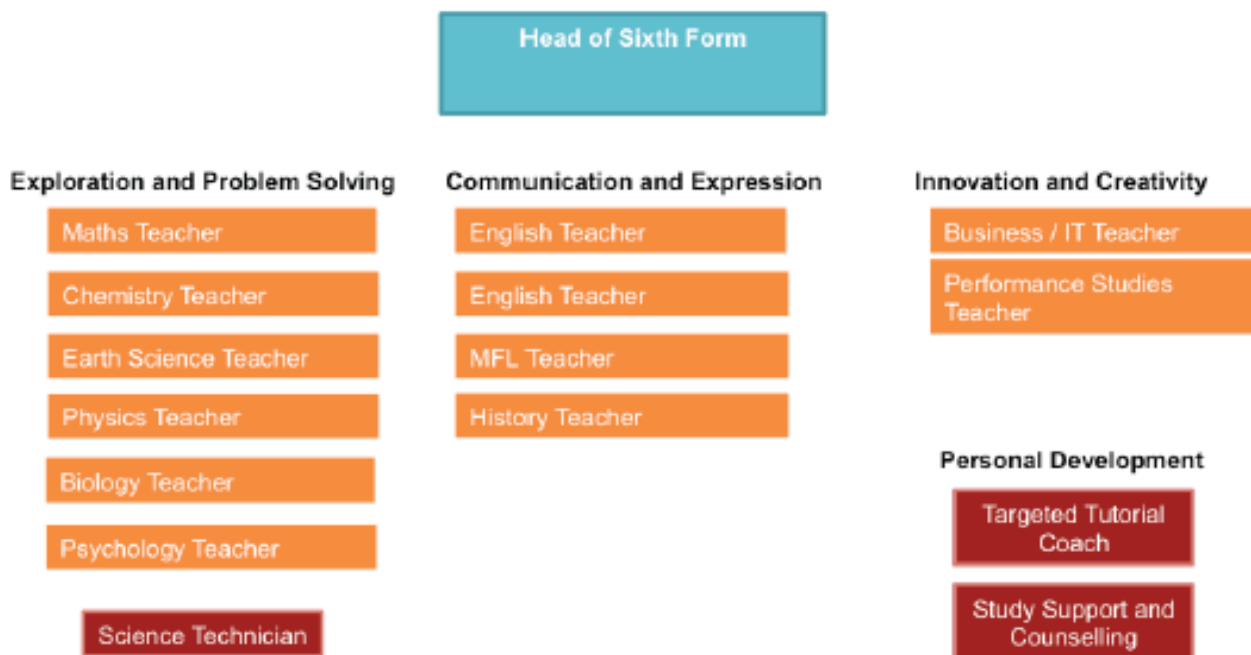 Head of Sixth Form
Exploration and Problem Solving
Maths Teacher
Chemistry Teacher
Earth Science Teacher
Physics Teacher
Biology Teacher
Psychology Teacher
Science Technician
Communication and Expression
English Teacher
English Teacher
MFL Teacher
History Teacher
Innovation and Creativity
Business / IT Teacher
Performance Studies
Teacher
Personal Development
Targeted Tutorial
Coach
Study Support and
Counselling